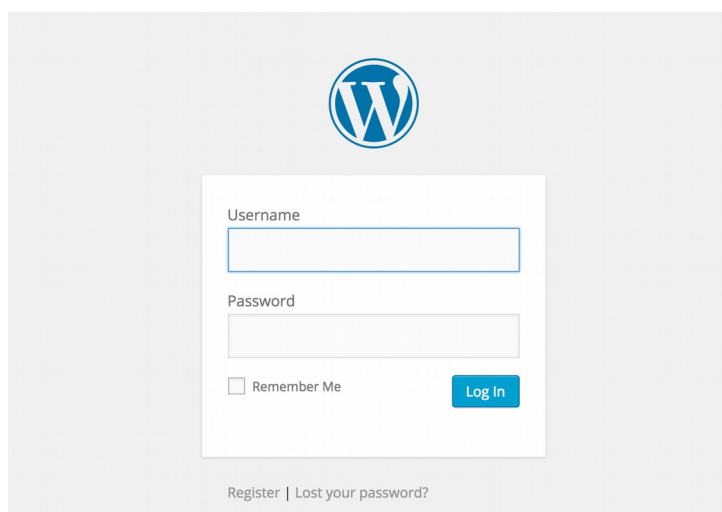 Username
Password
Remember Me
Log In
Register | Lost your password?